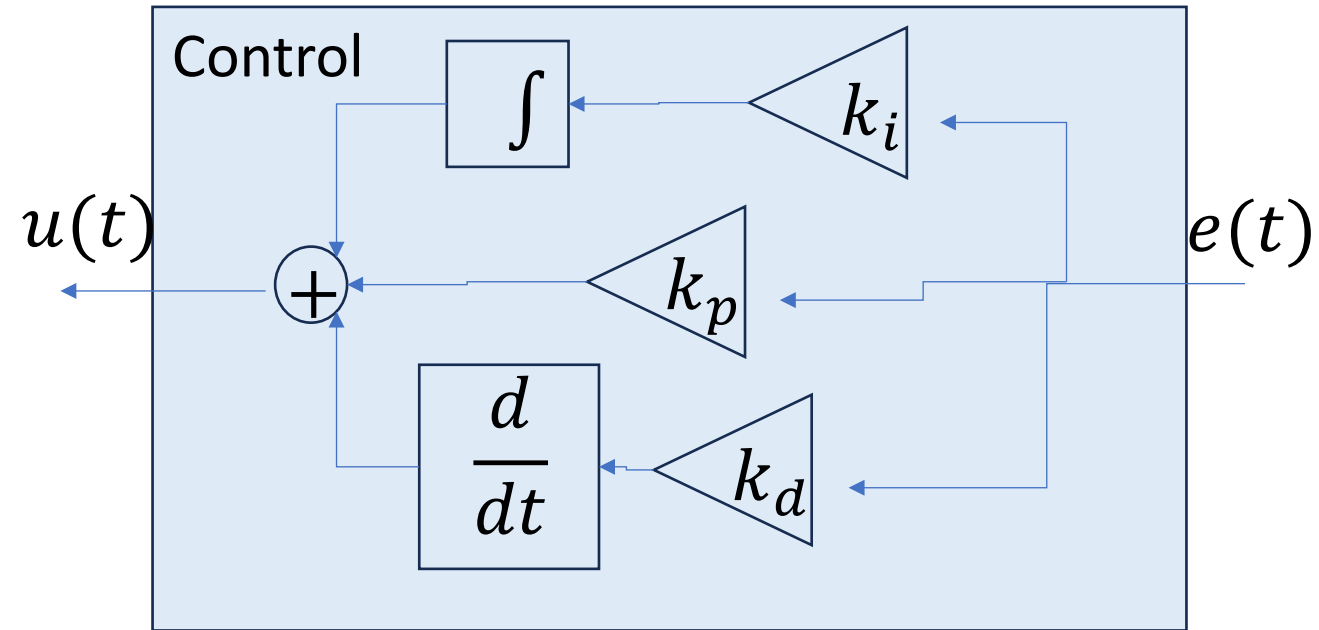 Control
∫
k_i
u(t)
e(t)
k_p
+
d
dt
k_d